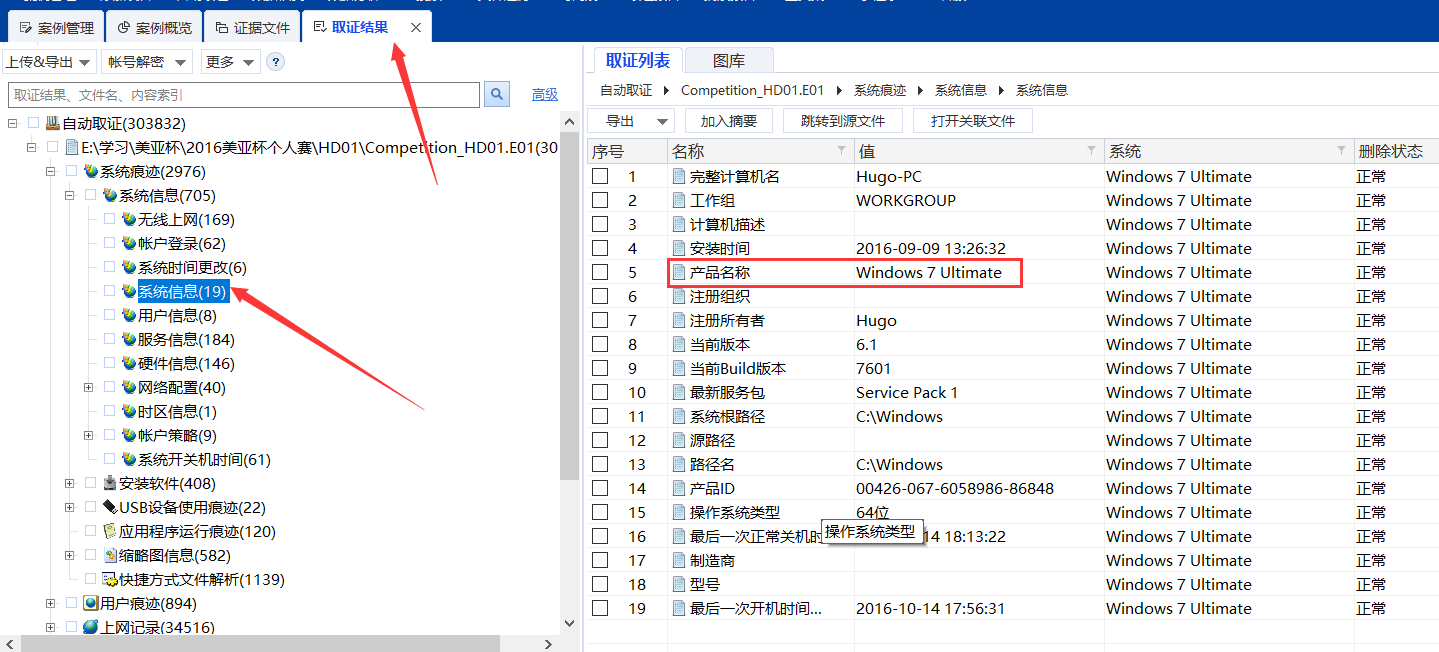 案例管理 案例概览 证据文件 取证结果
上传&导出 帐号解密 更多 ?
取证结果、文件名、内容索引 高级
自动取证(303832)
E:\学习\美亚杯\2016美亚杯个人赛\HD01\Competition_HD01.E01(30
系统痕迹(2976)
系统信息(705)
无线上网(169)
帐户登录(62)
系统时间更改(6)
系统信息(19)
用户信息(8)
服务信息(184)
硬件信息(146)
网络配置(40)
时区信息(1)
帐户策略(9)
系统开关机时间(61)
安装软件(408)
USB设备使用痕迹(22)
应用程序运行痕迹(120)
缩略图信息(582)
快捷方式文件解析(1139)
用户痕迹(894)
上网记录(34516)
取证列表 图库
自动取证 Competition_HD01.E01 系统痕迹 系统信息 系统信息
导出 加入摘要 跳转到源文件 打开关联文件
序号 名称 值 系统 删除状态
1 完整计算机名 Hugo-PC Windows 7 Ultimate 正常
2 工作组 WORKGROUP Windows 7 Ultimate 正常
3 计算机描述 Windows 7 Ultimate 正常
4 安装时间 2016-09-09 13:26:32 Windows 7 Ultimate 正常
5 产品名称 Windows 7 Ultimate Windows 7 Ultimate 正常
6 注册组织 Windows 7 Ultimate 正常
7 注册所有者 Hugo Windows 7 Ultimate 正常
8 当前版本 6.1 Windows 7 Ultimate 正常
9 当前Build版本 7601 Windows 7 Ultimate 正常
10 最新服务包 Service Pack 1 Windows 7 Ultimate 正常
11 系统根路径 C:\Windows Windows 7 Ultimate 正常
12 源路径 Windows 7 Ultimate 正常
13 路径名 C:\Windows Windows 7 Ultimate 正常
14 产品ID 00426-067-6058986-86848 Windows 7 Ultimate 正常
15 操作系统类型 64位 Windows 7 Ultimate 正常
操作系统类型
16 最后一次正常关机时 14 18:13:22 Windows 7 Ultimate 正常
17 制造商 Windows 7 Ultimate 正常
18 型号 Windows 7 Ultimate 正常
19 最后一次开机时间... 2016-10-14 17:56:31 Windows 7 Ultimate 正常